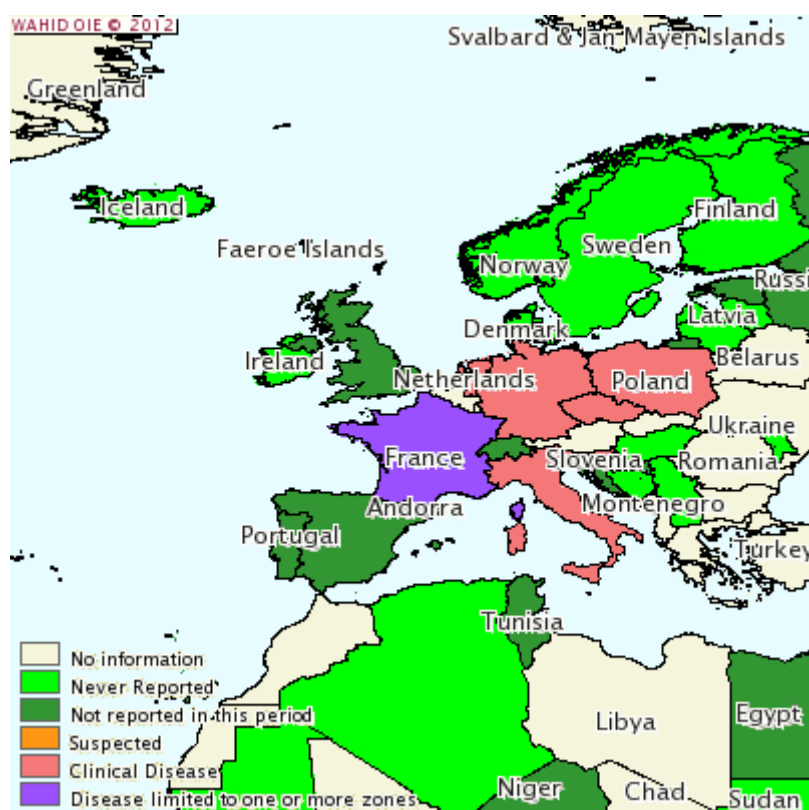 WAHID OIE © 2012
Svalbard & Jan Mayen Islands
Greenland
Iceland
Finland
Faeroe Islands
Sweden
Norway
Russi
Latvia
Denmark
Ireland
Belarus
Netherlands
Poland
Ukraine
France
Slovenia
Romania
Andorra
Montenegro
Portugal
Turkey
Tunisia
No information
Never Reported
Not reported in this period
Egypt
Libya
Suspected
Clinical Disease
Niger
Chad
Disease limited to one or more zones
Sudan